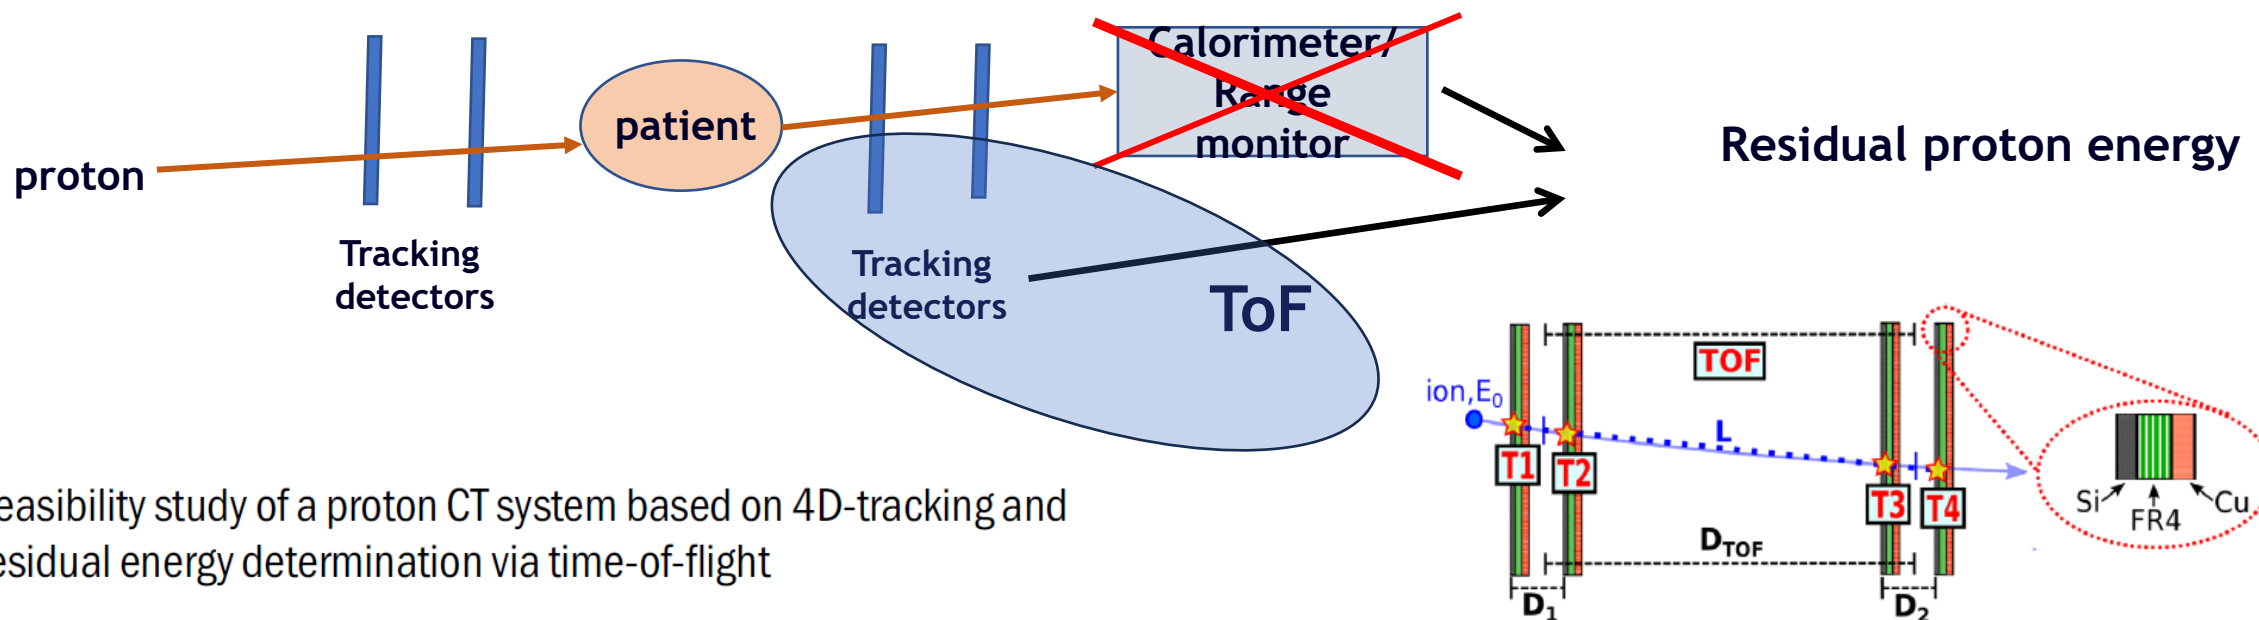 proton
Tracking
detectors
patient
Tracking
detectors
ToF
Calorimeter/
Range
monitor
Residual proton energy
easibility study of a proton CT system based on 4D-tracking and
esidual energy determination via time-of-flight
TOF
ion,E₀
L
T1
T2
T3
T4
D_TOF
D₁
D₂
Si
FR4
Cu